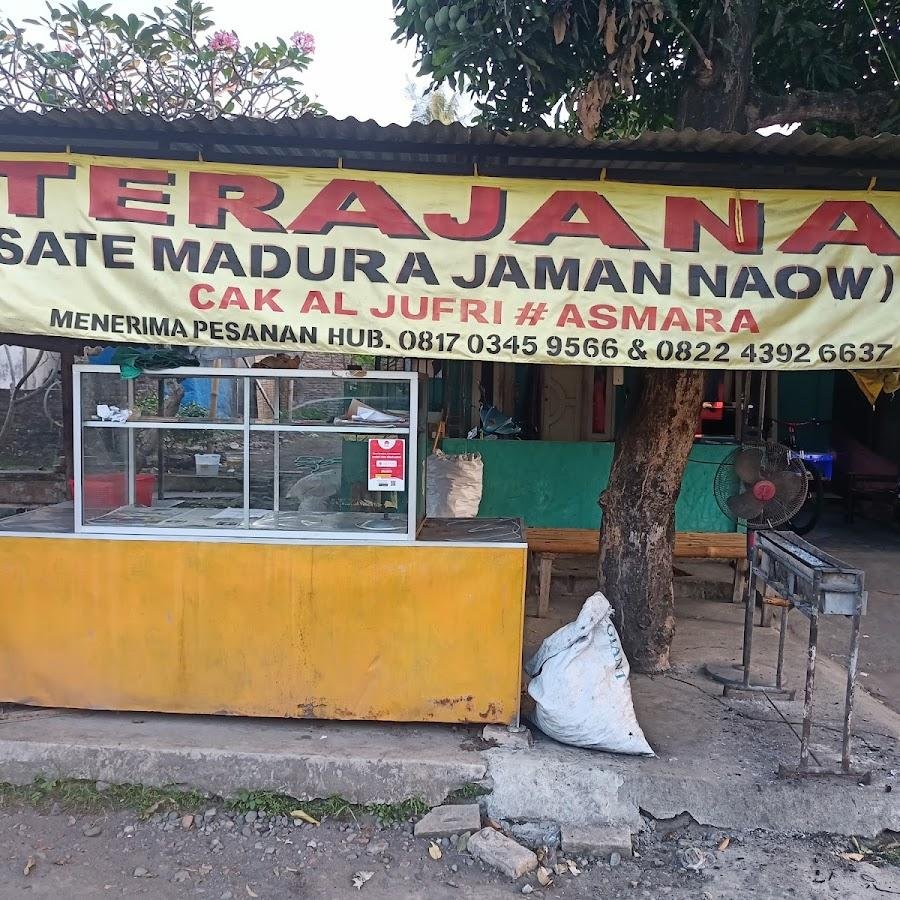 TERAJANA
SATE MADURA JAMAN NAOW)
CAK AL JUFRI # ASMARA
MENERIMA PESANAN HUB. 0817 0345 9566 & 0822 4392 6637